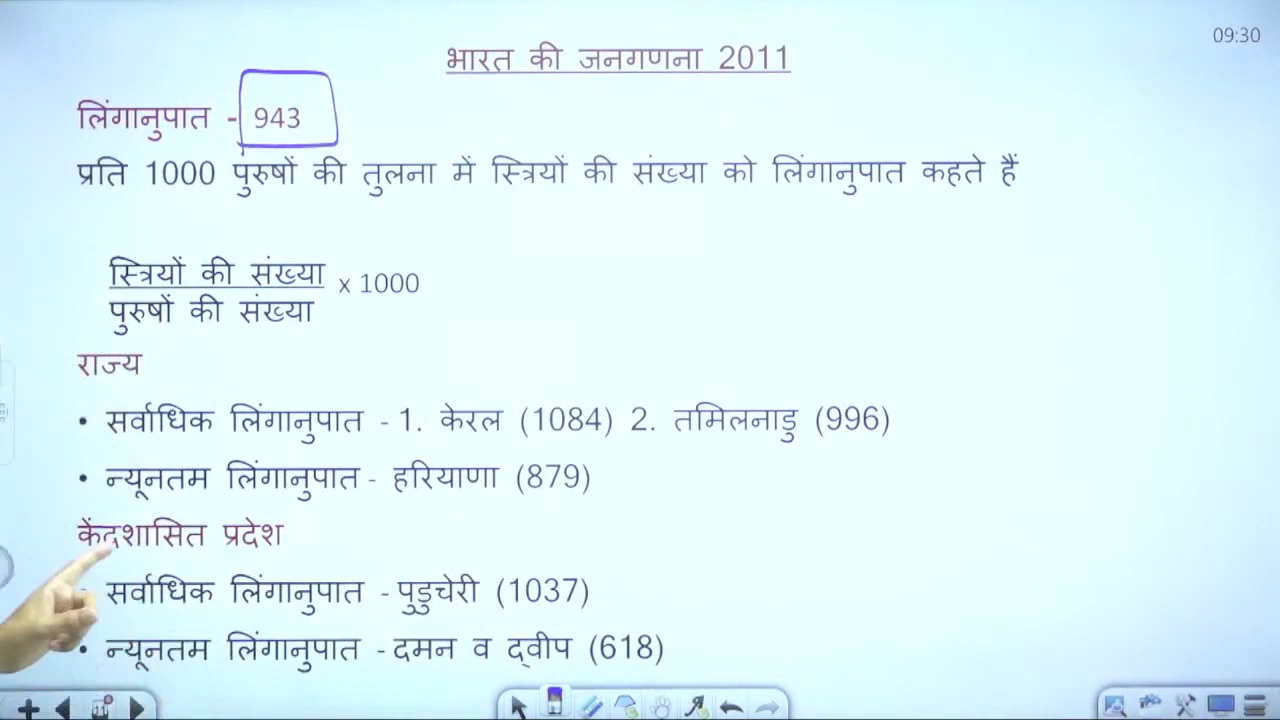 09:30
भारत की जनगणना 2011
लिंगानुपात - 943
प्रति 1000 पुरुषों की तुलना में स्त्रियों की संख्या को लिंगानुपात कहते हैं
स्त्रियों की संख्या
पुरुषों की संख्या
x 1000
राज्य
• सर्वाधिक लिंगानुपात - 1. केरल (1084) 2. तमिलनाडु (996)
• न्यूनतम लिंगानुपात - हरियाणा (879)
केंद्रशासित प्रदेश
- सर्वाधिक लिंगानुपात - पुडुचेरी (1037)
• न्यूनतम लिंगानुपात - दमन व द्वीप (618)